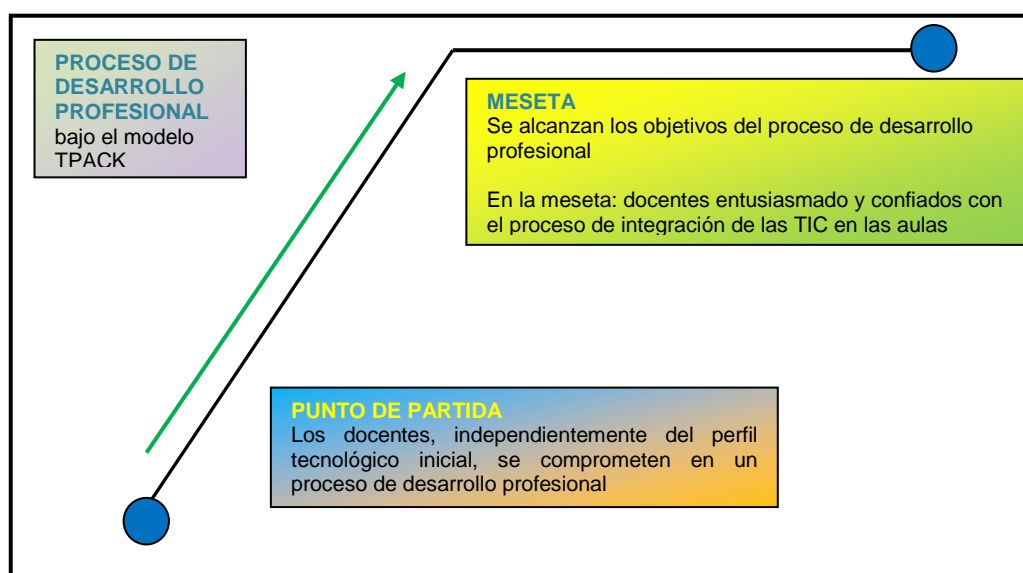 PROCESO DE
DESARROLLO
PROFESIONAL
bajo el modelo
TPACK
MESETA
Se alcanzan los objetivos del proceso de desarrollo
profesional
En la meseta: docentes entusiasmado y confiados con
el proceso de integración de las TIC en las aulas
PUNTO DE PARTIDA
Los docentes, independientemente del perfil
tecnológico inicial, se comprometen en un
proceso de desarrollo profesional